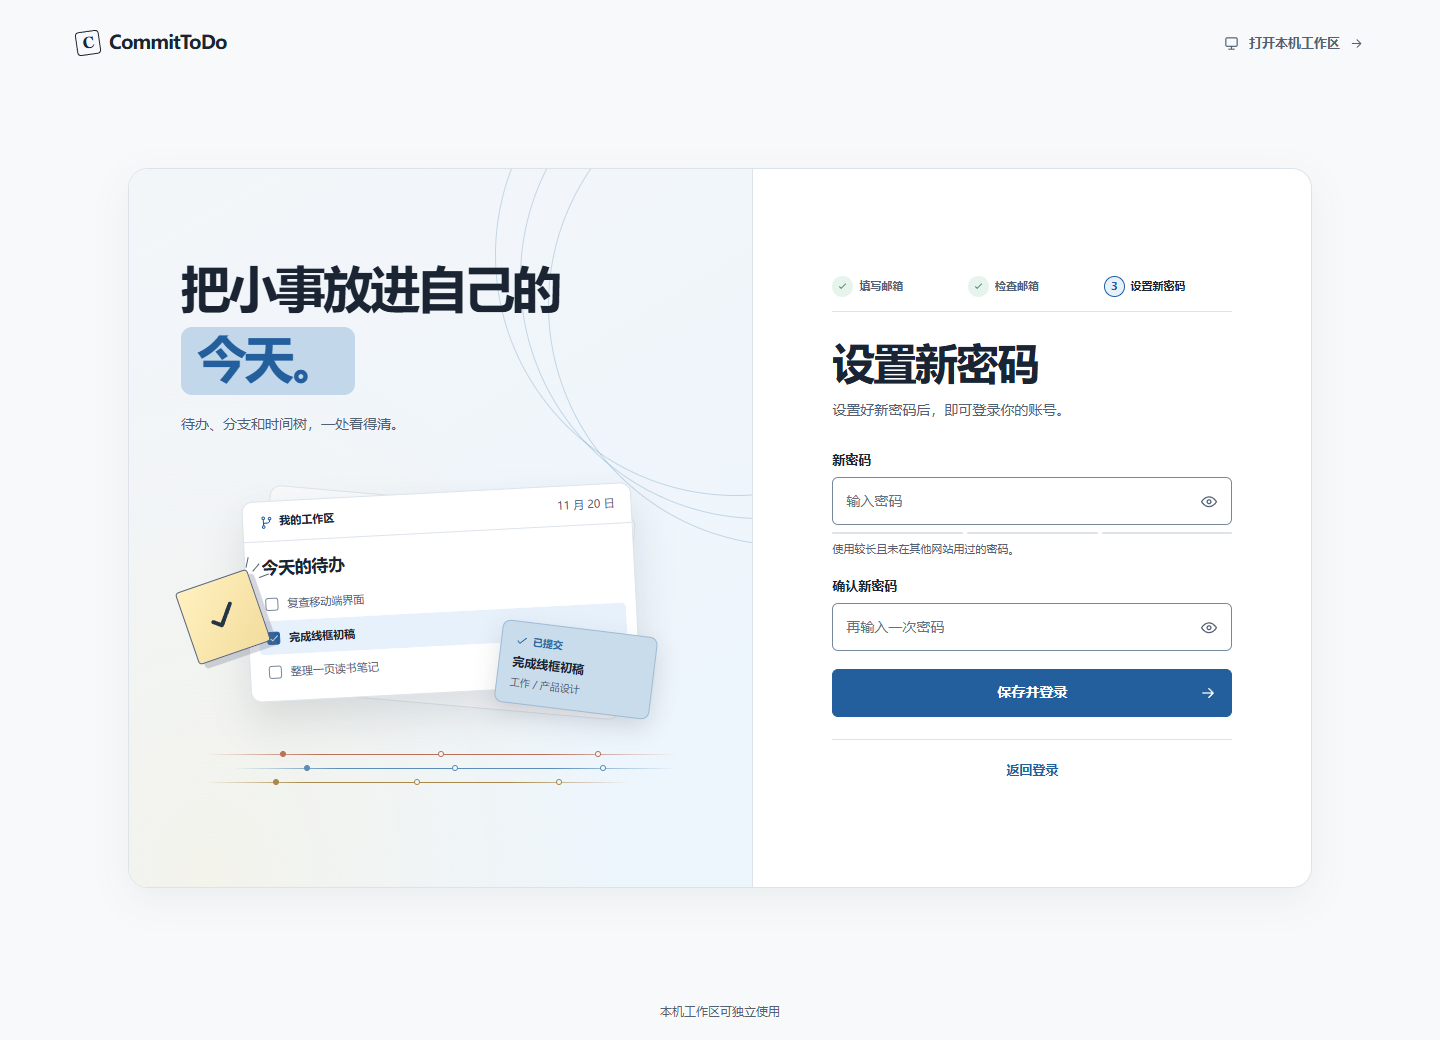 C CommitToDo
打开本机工作区
把小事放进自己的
今天。
待办、分支和时间树，一处看得清。
我的工作区
11 月 20 日
今天的待办
复查移动端界面
完成线框初稿
整理一页读书笔记
已提交
完成线框初稿
工作 / 产品设计
填写邮箱
检查邮箱
3 设置新密码
设置新密码
设置好新密码后，即可登录你的账号。
新密码
输入密码
使用较长且未在其他网站用过的密码。
确认新密码
再输入一次密码
保存并登录
返回登录
本机工作区可独立使用